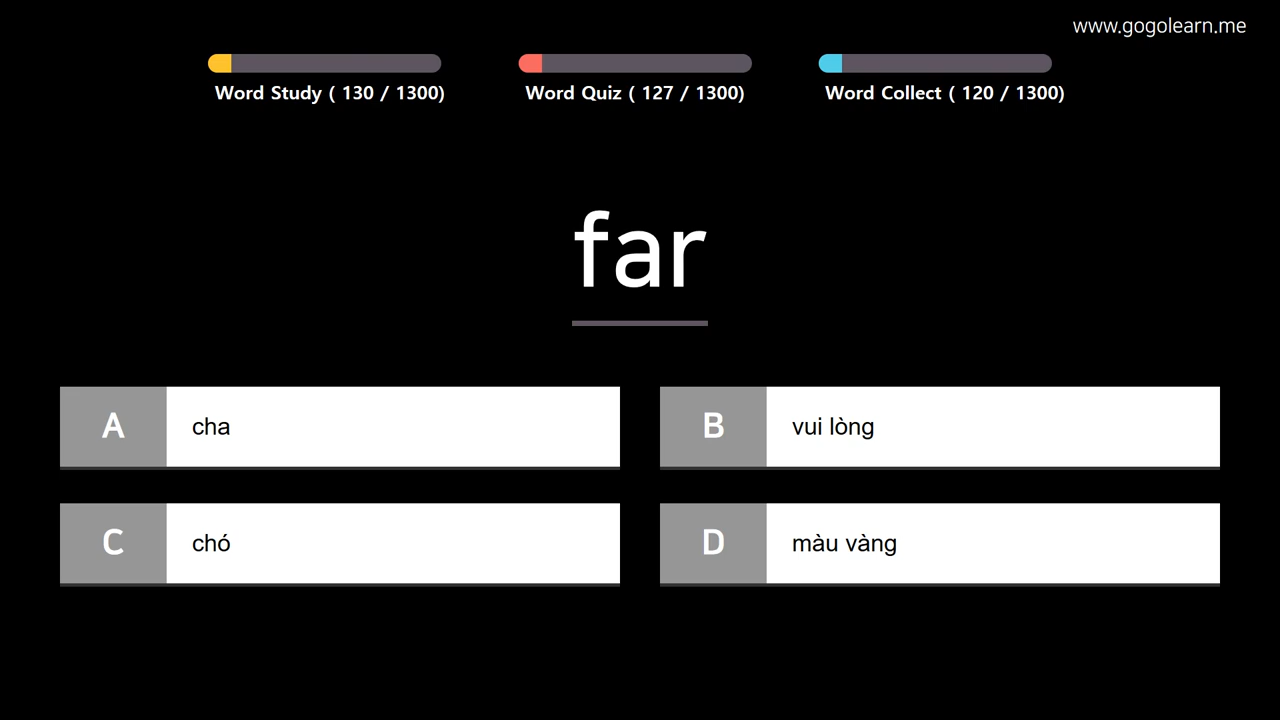 www.gogolearn.me
Word Study ( 130 / 1300)
Word Quiz ( 127 / 1300)
Word Collect ( 120 / 1300)
far
A cha
B vui lòng
C chó
D màu vàng